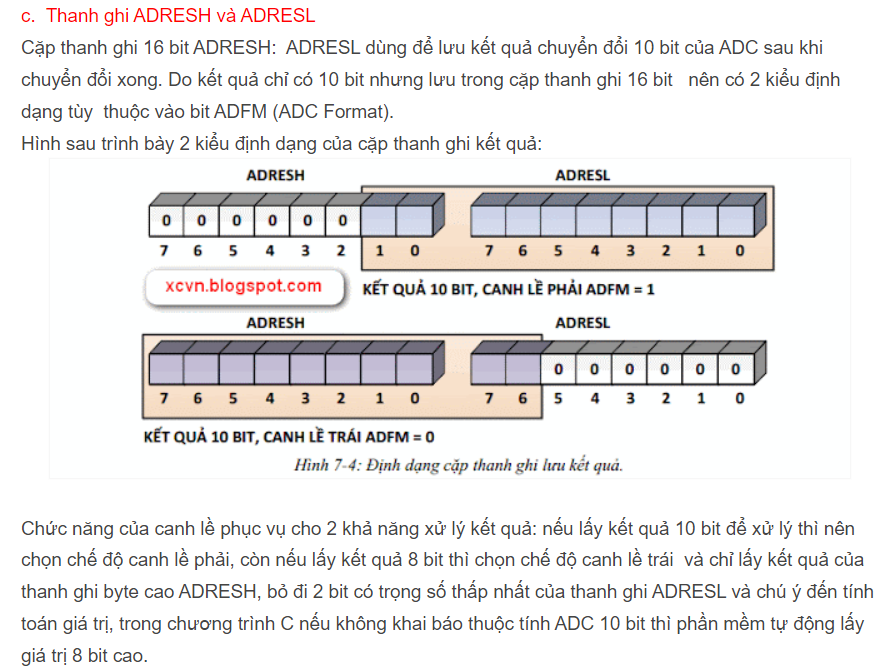 c. Thanh ghi ADRESH và ADRESL
Cặp thanh ghi 16 bit ADRESH: ADRESL dùng để lưu kết quả chuyển đổi 10 bit của ADC sau khi
chuyển đổi xong. Do kết quả chỉ có 10 bit nhưng lưu trong cặp thanh ghi 16 bit nên có 2 kiểu định
dạng tùy thuộc vào bit ADFM (ADC Format).
Hình sau trình bày 2 kiểu định dạng của cặp thanh ghi kết quả:
ADRESH ADRESL
0 0 0 0 0 0
7 6 5 4 3 2 1 0 7 6 5 4 3 2 1 0
xcvn.blogspot.com KẾT QUẢ 10 BIT, CANH LỀ PHẢI ADFM = 1
ADRESH ADRESL
0 0 0 0 0 0
7 6 5 4 3 2 1 0 7 6 5 4 3 2 1 0
KẾT QUẢ 10 BIT, CANH LỀ TRÁI ADFM = 0
Hình 7-4: Định dạng cặp thanh ghi lưu kết quả.
Chức năng của canh lề phục vụ cho 2 khả năng xử lý kết quả: nếu lấy kết quả 10 bit để xử lý thì nên
chọn chế độ canh lề phải, còn nếu lấy kết quả 8 bit thì chọn chế độ canh lề trái và chỉ lấy kết quả của
thanh ghi byte cao ADRESH, bỏ đi 2 bit có trọng số thấp nhất của thanh ghi ADRESL và chú ý đến tính
toán giá trị, trong chương trình C nếu không khai báo thuộc tính ADC 10 bit thì phần mềm tự động lấy
giá trị 8 bit cao.